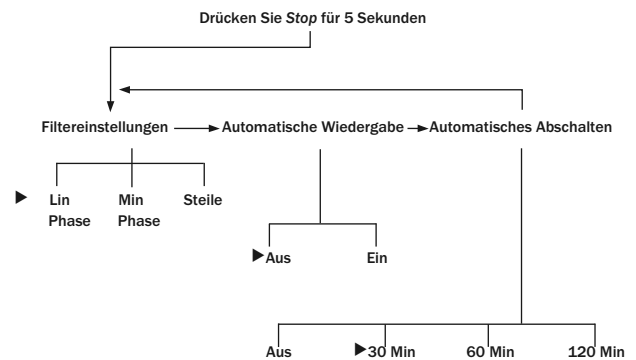 Drücken Sie Stop für 5 Sekunden
Filtereinstellungen Automatische Wiedergabe Automatisches Abschalten
Lin Phase
Min Phase
Steile
Aus
Ein
Aus
30 Min
60 Min
120 Min